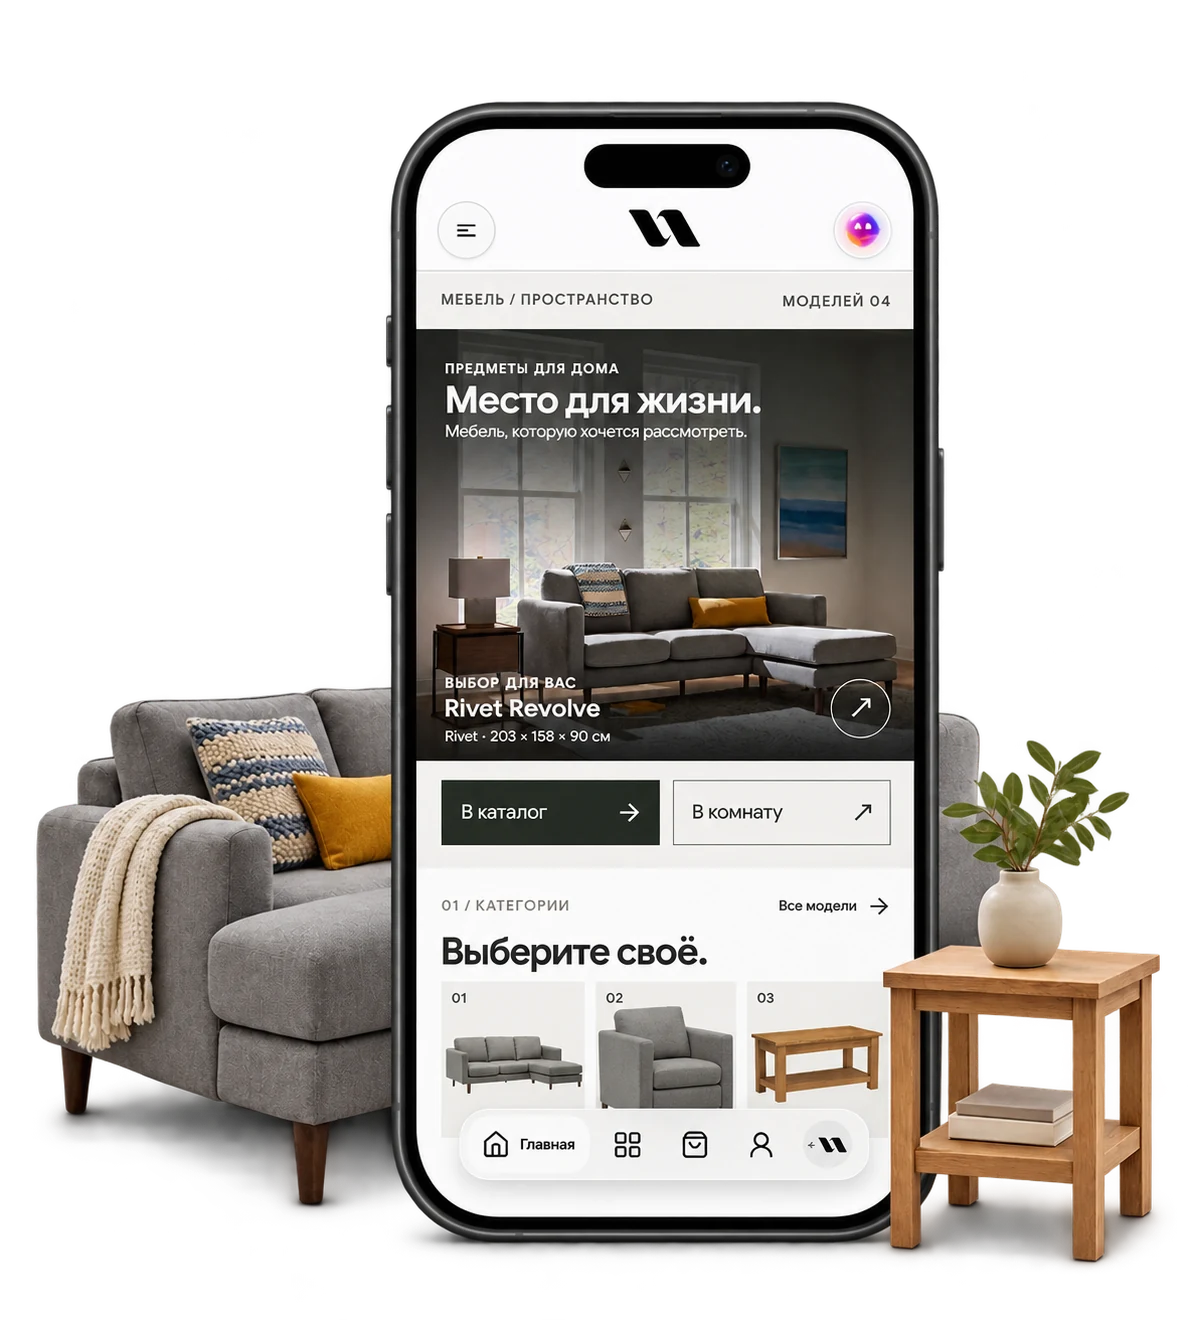 МЕБЕЛЬ / ПРОСТРАНСТВО
МОДЕЛЕЙ 04
ПРЕДМЕТЫ ДЛЯ ДОМА
Место для жизни.
Мебель, которую хочется рассмотреть.
ВЫБОР ДЛЯ ВАС
Rivet Revolve
Rivet · 203 × 158 × 90 см
В каталог
В комнату
01 / КАТЕГОРИИ
Все модели
Выберите своё.
01
02
03
Главная